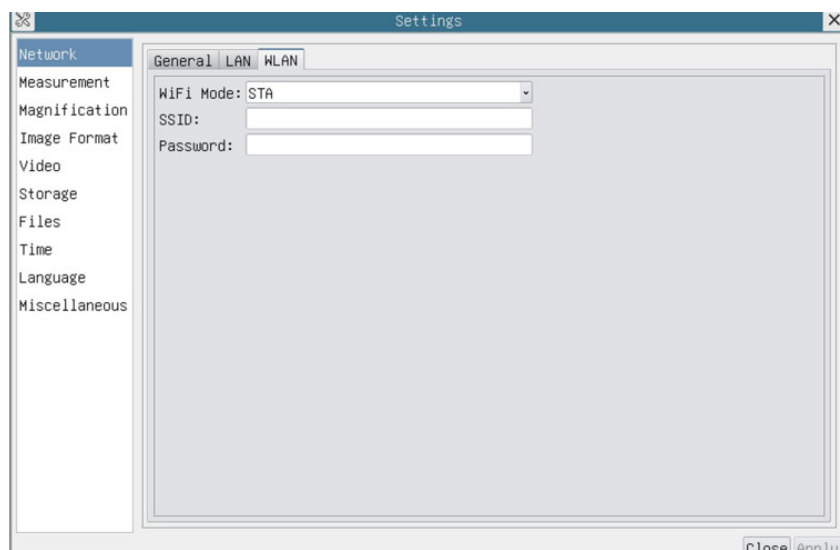 Settings
Network
Measurement
Magnification
Image Format
Video
Storage
Files
Time
Language
Miscellaneous
General LAN WLAN
WiFi Mode: STA
SSID:
Password:
Close Apply